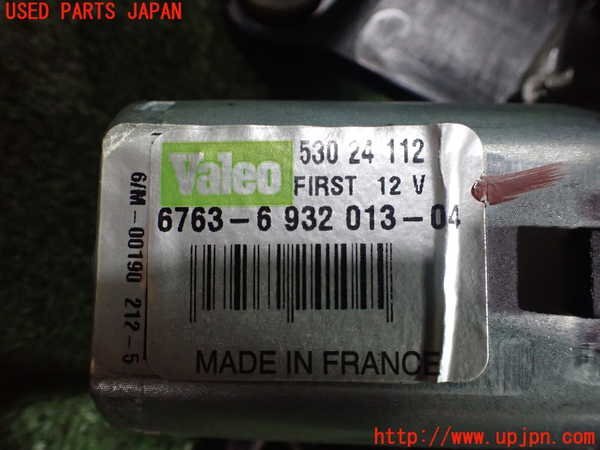 USED PARTS JAPAN
Valeo
530 24 112
FIRST 12 V
6763-6 932 013-04
6/M-00190 212-5
MADE IN FRANCE
http://www.upjpn.com/